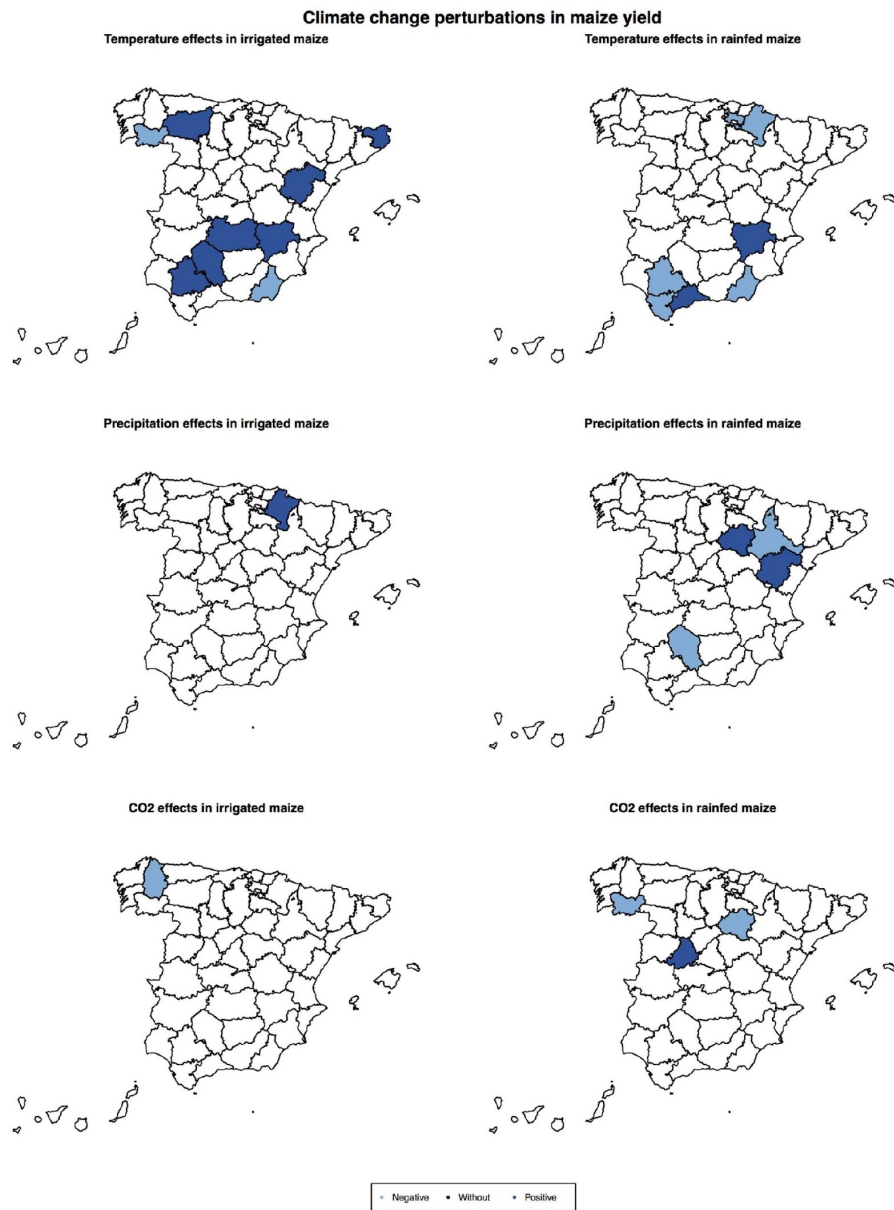 Climate change perturbations in maize yield
Temperature effects in irrigated maize
Temperature effects in rainfed maize
Precipitation effects in irrigated maize
Precipitation effects in rainfed maize
CO2 effects in irrigated maize
CO2 effects in rainfed maize
Negative Without Positive